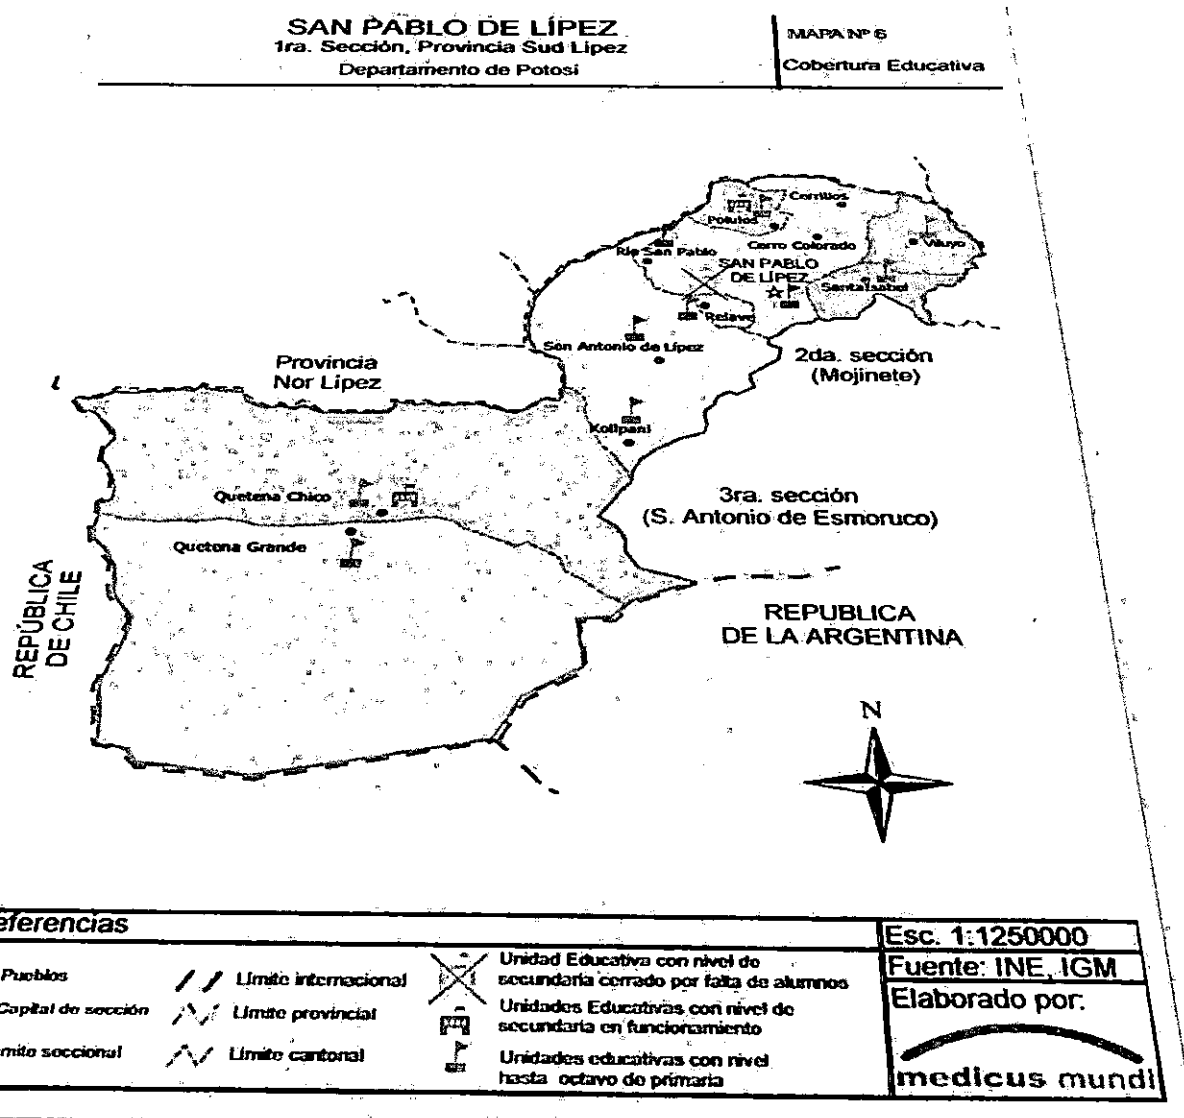 SAN PABLO DE LÍPEZ
1ra. Sección, Provincia Sud Lípez
Departamento de Potosí
MAPA Nº 6
Cobertura Educativa
Cerrillos
Polulos
Viluyo
Río San Pablo
Cerro Colorado
SAN PABLO
DE LÍPEZ
Santa Isabel
Relave
San Antonio de Lípez
2da. sección
(Mojinete)
Provincia
Nor Lípez
Kollpani
Quetena Chico
3ra. sección
(S. Antonio de Esmoruco)
Quetena Grande
REPÚBLICA
DE CHILE
REPUBLICA
DE LA ARGENTINA
N
eferencias
Pueblos
Capital de sección
mite seccional
Límite internacional
Límite provincial
Límite cantonal
Unidad Educativa con nivel de
secundaria cerrado por falta de alumnos
Unidades Educativas con nivel de
secundaria en funcionamiento
Unidades educativas con nivel
hasta octavo de primaria
Esc. 1:1250000
Fuente: INE, IGM
Elaborado por:
medicus mundi